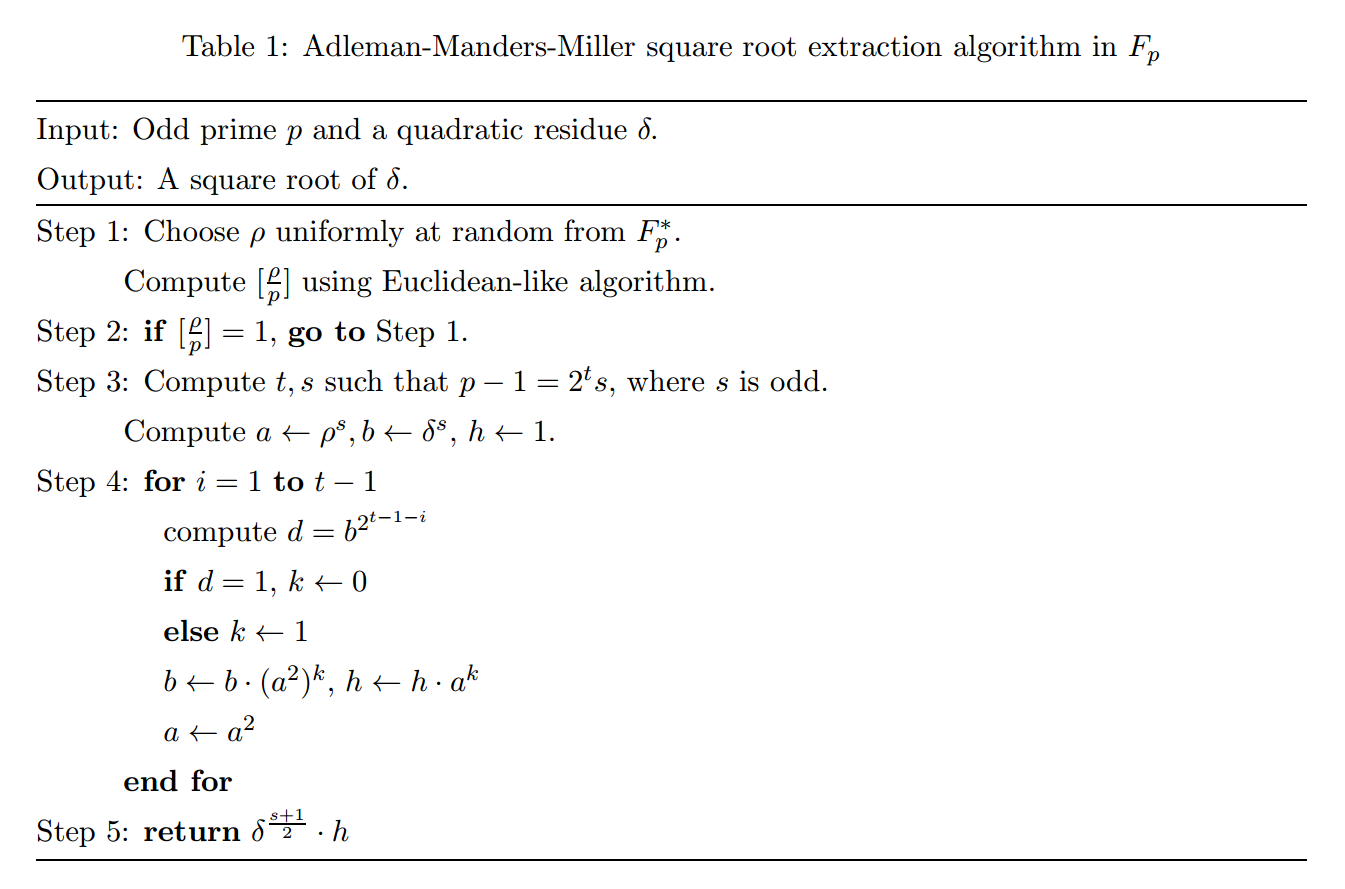 Table 1: Adleman-Manders-Miller square root extraction algorithm in $F_p$
Input: Odd prime $p$ and a quadratic residue $\delta$.
Output: A square root of $\delta$.
Step 1: Choose $\rho$ uniformly at random from $F_p^*$.
Compute $[\frac{\rho}{p}]$ using Euclidean-like algorithm.
Step 2: if $[\frac{\rho}{p}] = 1$, go to Step 1.
Step 3: Compute $t, s$ such that $p - 1 = 2^t s$, where $s$ is odd.
Compute $a \leftarrow \rho^s, b \leftarrow \delta^s$, $h \leftarrow 1$.
Step 4: for $i = 1$ to $t - 1$
compute $d = b^{2^{t-1-i}}$
if $d = 1$, $k \leftarrow 0$
else $k \leftarrow 1$
$b \leftarrow b \cdot (a^2)^k$, $h \leftarrow h \cdot a^k$
$a \leftarrow a^2$
end for
Step 5: return $\delta^{\frac{s+1}{2}} \cdot h$